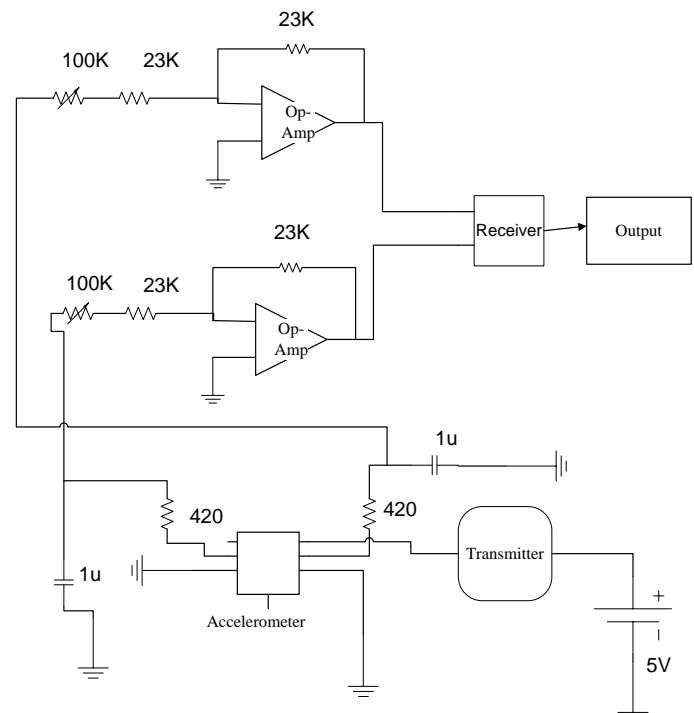 23K
100K
23K
Op-
Amp
Receiver
Output
23K
100K
23K
Op-
Amp
1u
420
420
Transmitter
1u
Accelerometer
+
−
5V